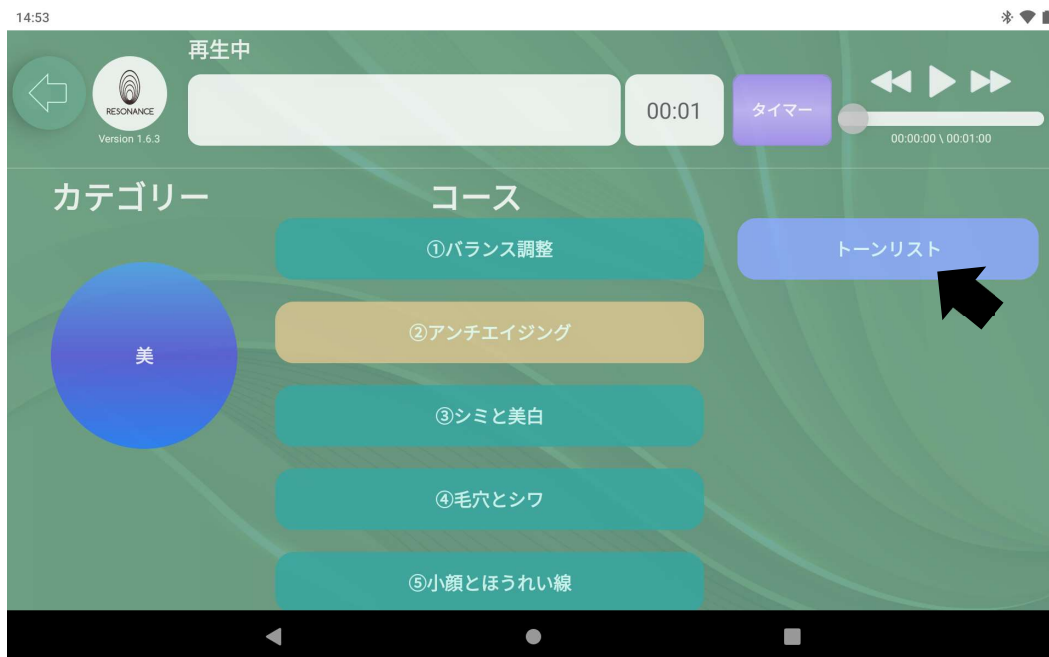 14:53
再生中
RESONANCE
Version 1.6.3
00:01
タイマー
00:00:00 \ 00:01:00
カテゴリー
コース
①バランス調整
トーンリスト
②アンチエイジング
美
③シミと美白
④毛穴とシワ
⑤小顔とほうれい線